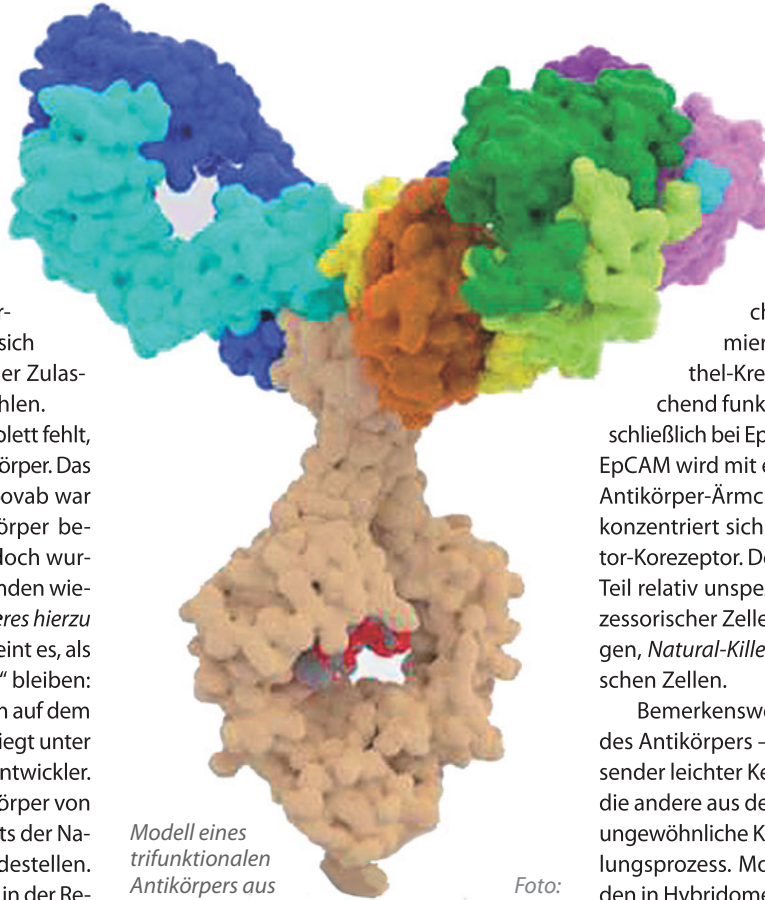 r-
sich
er Zulas-
hlen.
plett fehlt,
örper. Das
ovab war
örper be-
doch wur-
nden wie-
eres hierzu
eint es, als
“ bleiben:
n auf dem
iegt unter
ntwickler.
örper von
ts der Na-
destellen.
in der Re-
Modell eines
trifunktionalen
Antikörpers aus
Foto:
ch
mier
thel-Kre
chend funk
schließlich bei Ep
EpCAM wird mit e
Antikörper-Ärmc
konzentriert sich
tor-Korezeptor. De
Teil relativ unspe
zessorischer Zelle
gen, Natural-Kille
schen Zellen.
Bemerkenswe
des Antikörpers –
sender leichter Ke
die andere aus de
ungewöhnliche K
lungsprozess. Mo
den in Hybridome